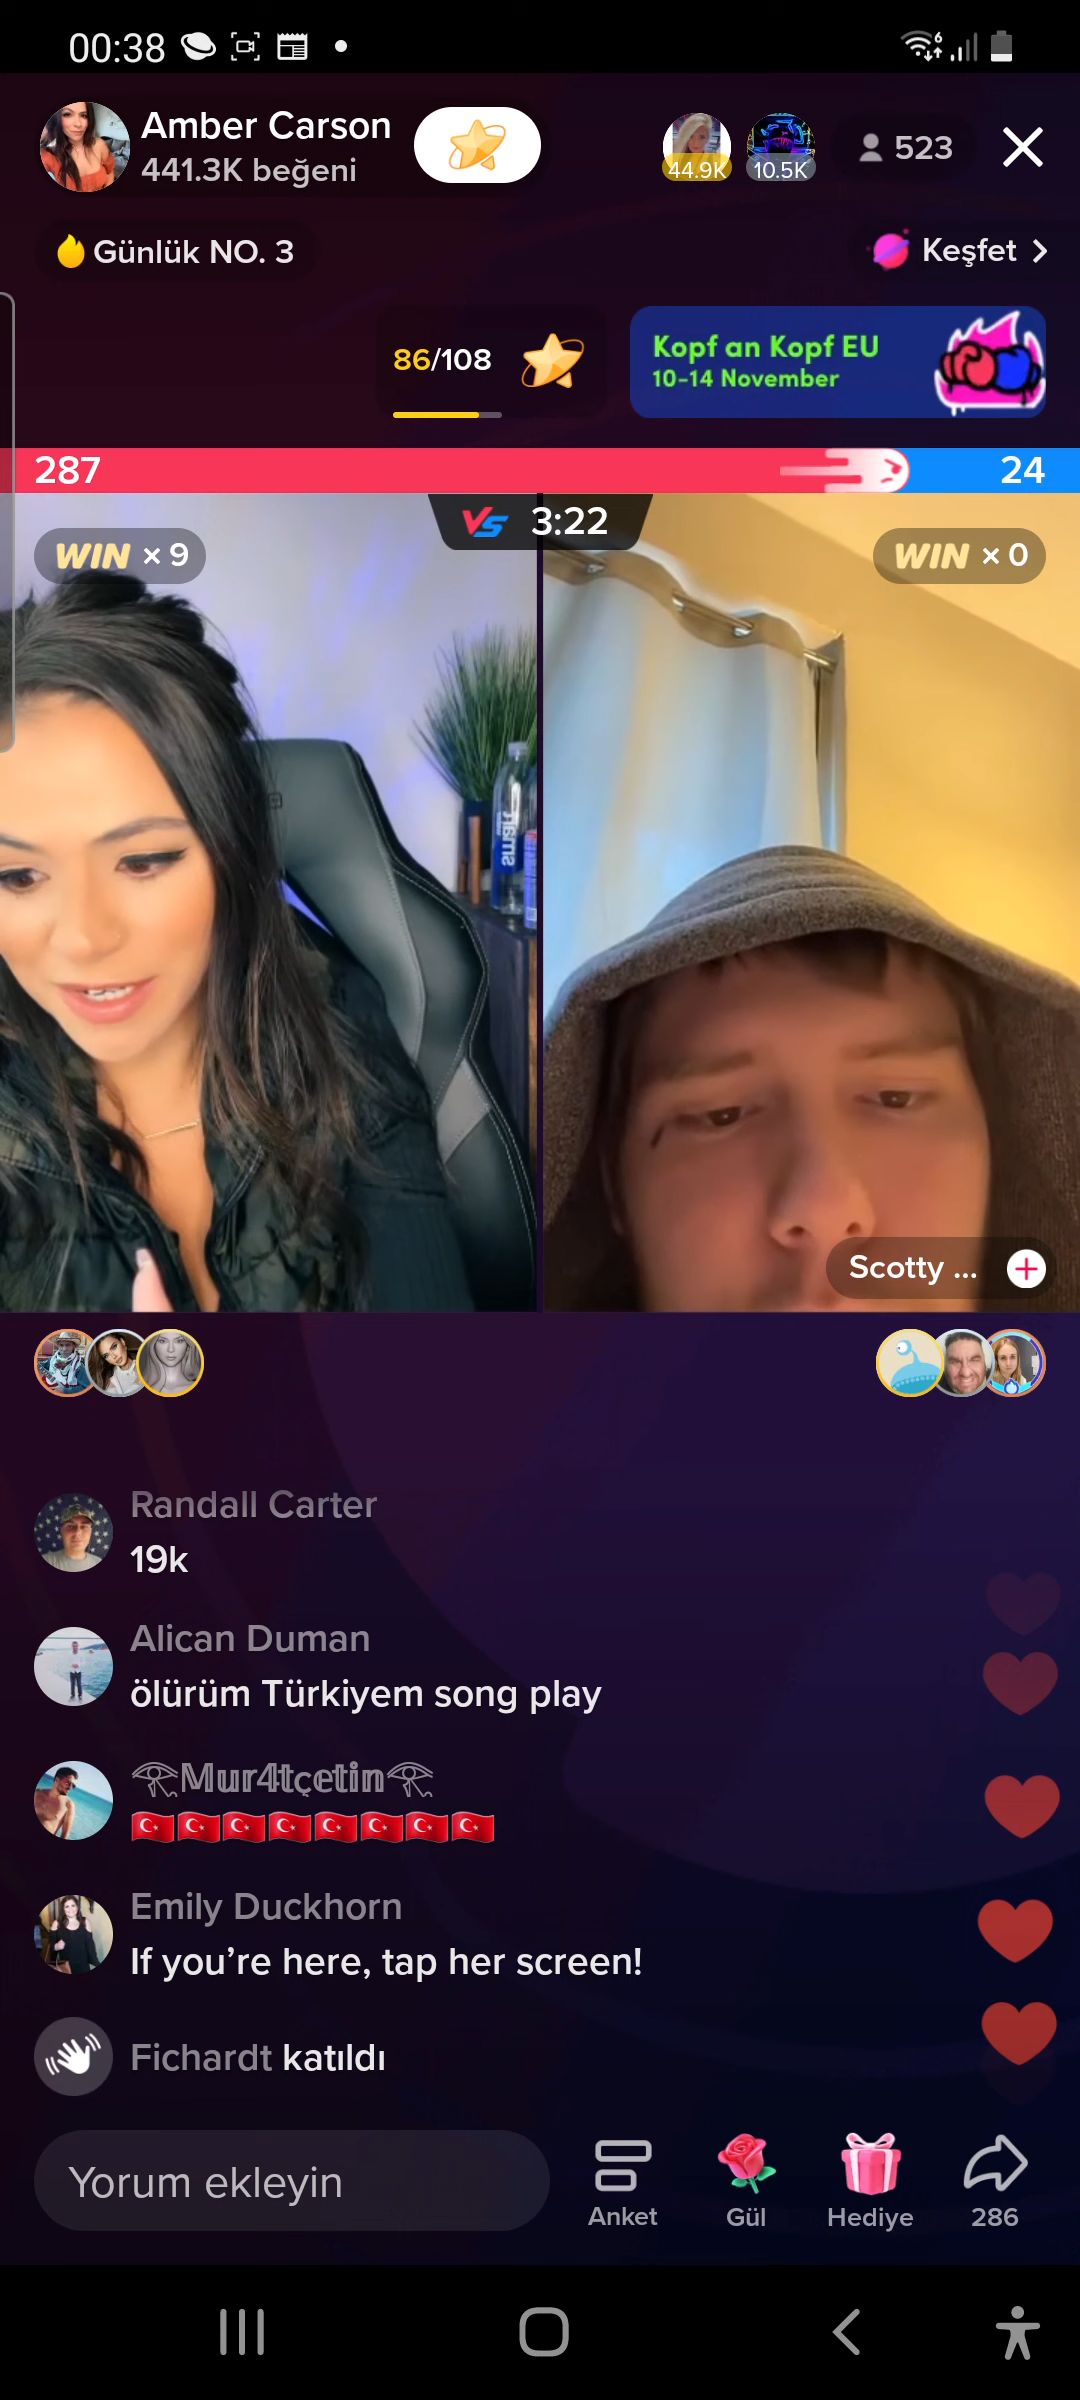 00:38
Amber Carson
441.3K beğeni
44.9K
10.5K
523
Günlük NO. 3
Keşfet
86/108
Kopf an Kopf EU
10-14 November
287
24
VS 3:22
WIN × 9
WIN × 0
smart
Scotty ...
Randall Carter
19k
Alican Duman
ölürüm Türkiyem song play
𓂀𝕄𝕦𝕣𝟜𝕥ç𝕖𝕥𝕚𝕟𓂀
🇹🇷🇹🇷🇹🇷🇹🇷🇹🇷🇹🇷🇹🇷🇹🇷
Emily Duckhorn
If you’re here, tap her screen!
Fichardt katıldı
Yorum ekleyin
Anket
Gül
Hediye
286